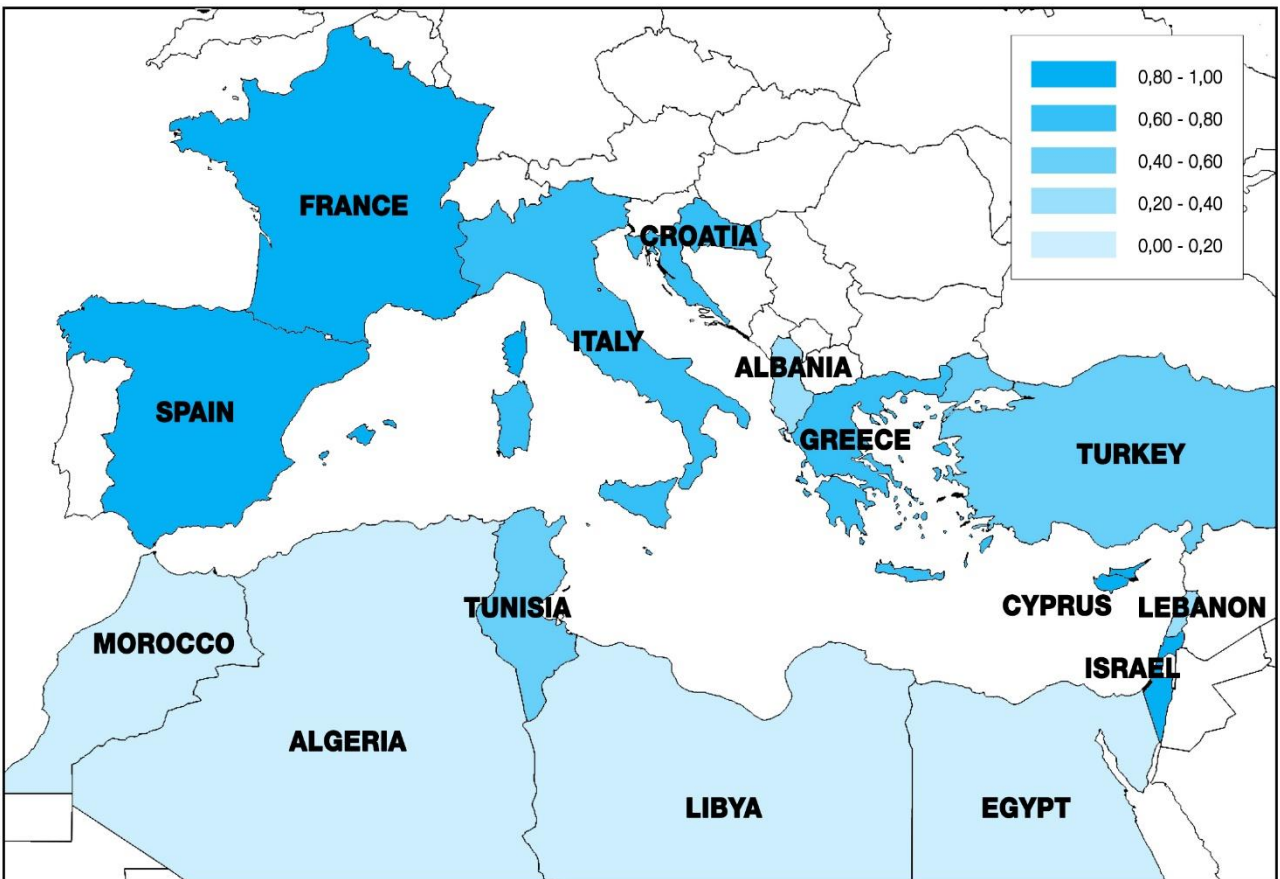 0,80 - 1,00
0,60 - 0,80
0,40 - 0,60
0,20 - 0,40
0,00 - 0,20
FRANCE
CROATIA
ITALY
ALBANIA
SPAIN
GREECE
TURKEY
CYPRUS
LEBANON
TUNISIA
MOROCCO
ISRAEL
ALGERIA
LIBYA
EGYPT